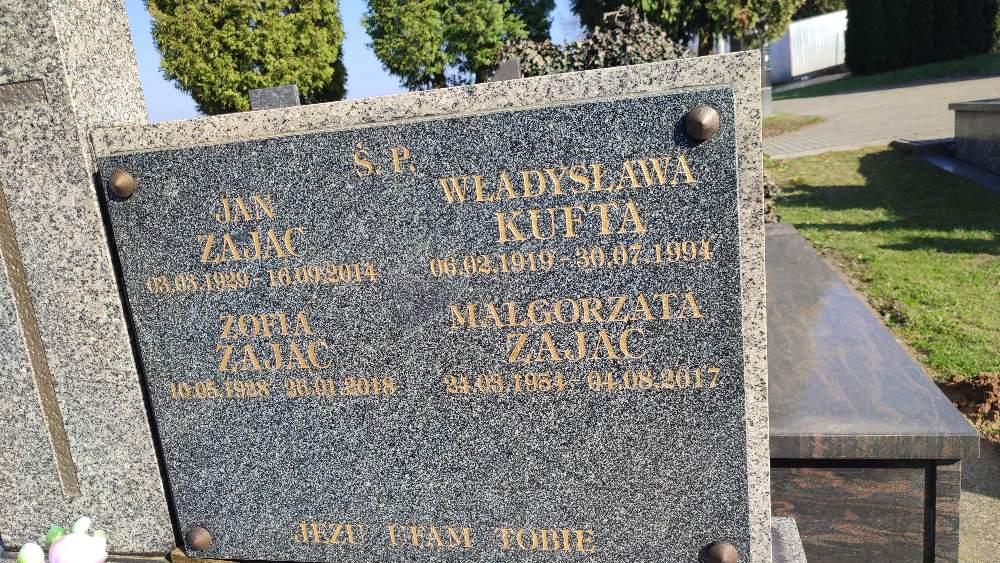 Ś. P.
JAN
ZAJĄC
03.03.1929 - 16.09.2014
WŁADYSŁAWA
KUFTA
06.02.1919 - 30.07.1994
ZOFIA
ZAJĄC
10.05.1928 26.01.2018
MAŁGORZATA
ZAJĄC
24.03.1954 - 04.08.2017
JEZU UFAM TOBIE